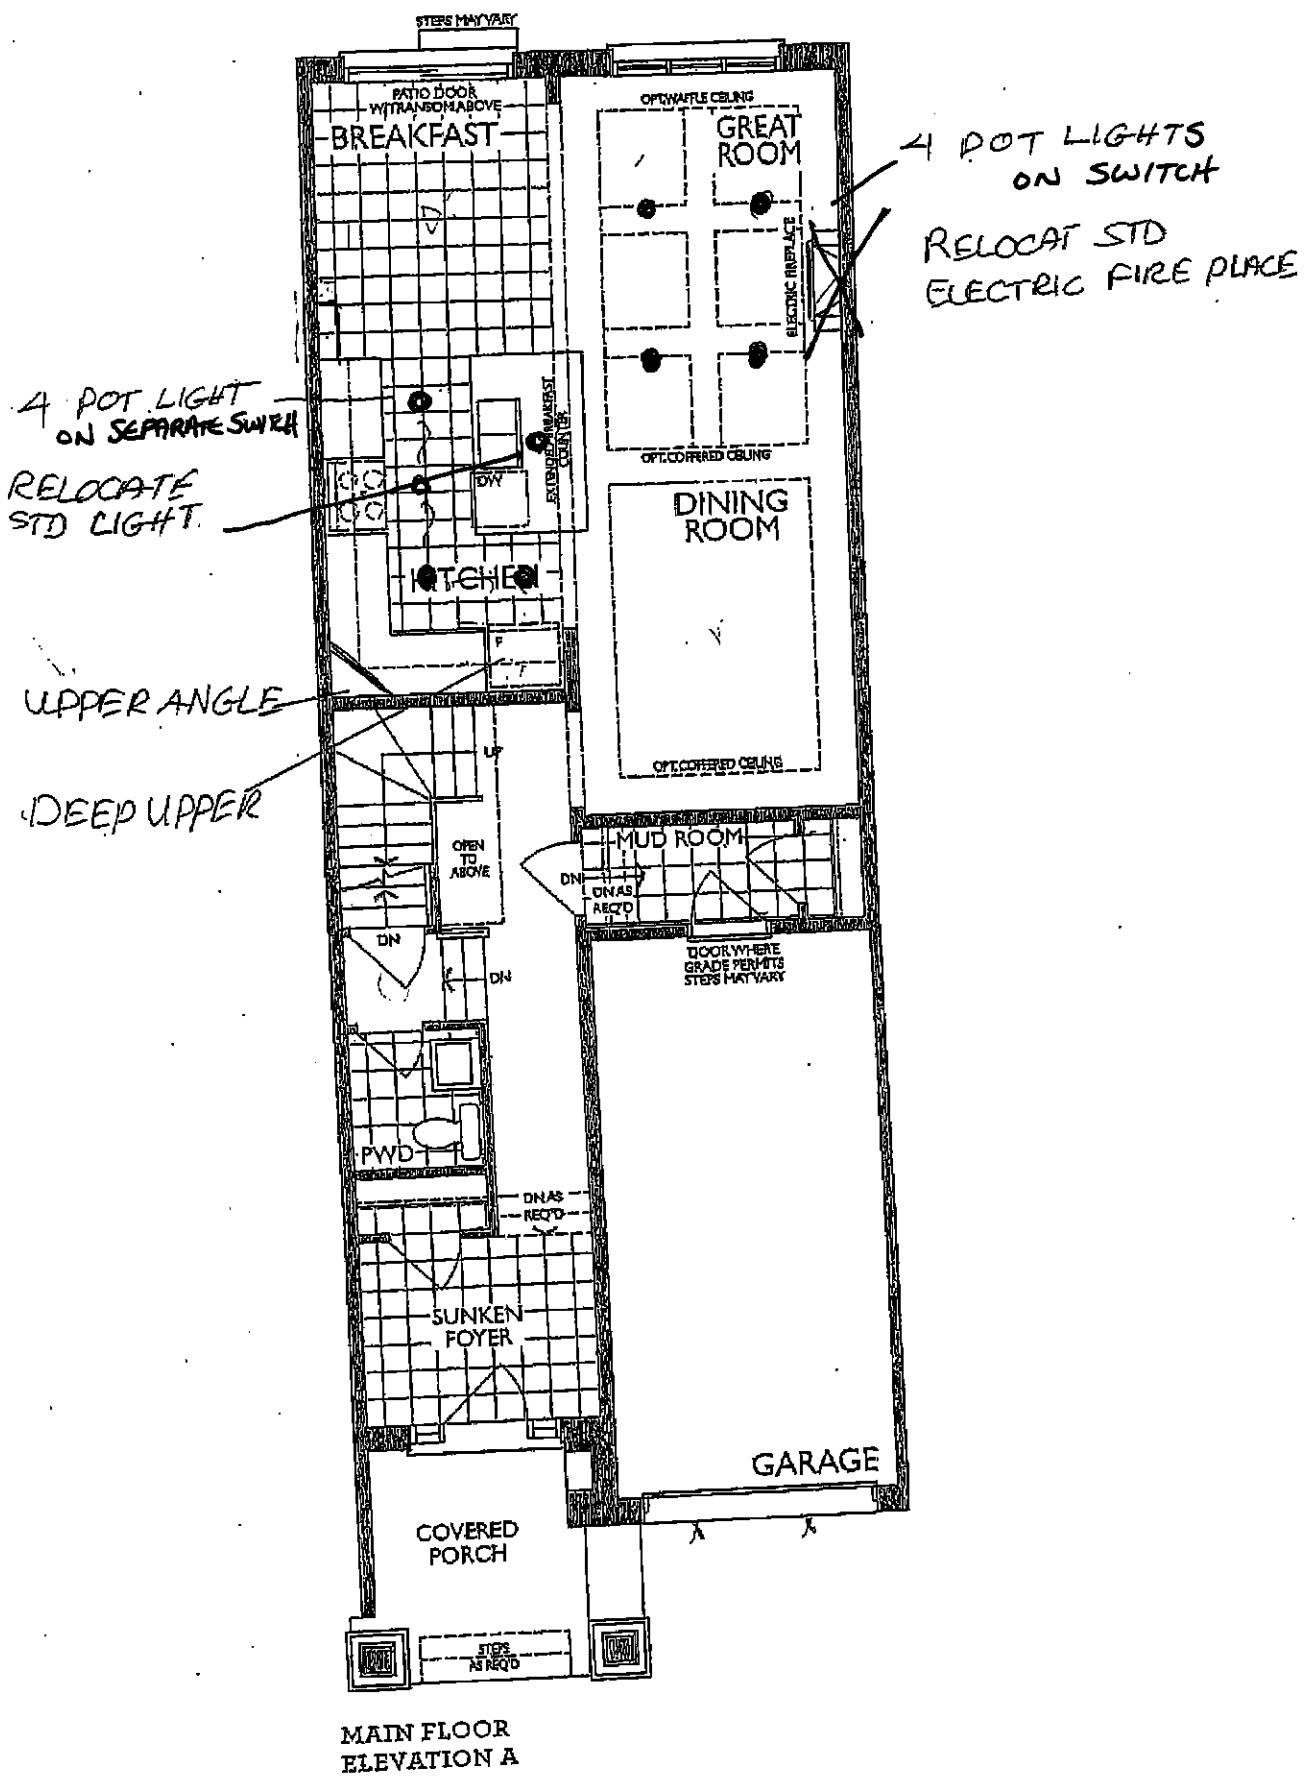 STEPS MAY VARY
PATIO DOOR
W/TRANSOM ABOVE
BREAKFAST
OPT. WAFFLE CEILING
GREAT
ROOM
4 POT LIGHTS
ON SWITCH
RELOCAT STD
ELECTRIC FIRE PLACE
ELECTRIC FIREPLACE
4 POT LIGHT
ON SEPARATE SWITCH
RELOCATE
STD LIGHT.
EXTENDED BREAKFAST
COUNTER
DW
OPT. COFFERED CEILING
DINING
ROOM
KITCHEN
F
UPPER ANGLE
DEEP UPPER
UP
OPT. COFFERED CEILING
OPEN
TO
ABOVE
MUD ROOM
DN
DN AS
REQ'D
DN
DN
DOOR WHERE
GRADE PERMITS
STEPS MAY VARY
PWD
DN AS
REQ'D
SUNKEN
FOYER
GARAGE
COVERED
PORCH
STEPS
AS REQ'D
MAIN FLOOR
ELEVATION A